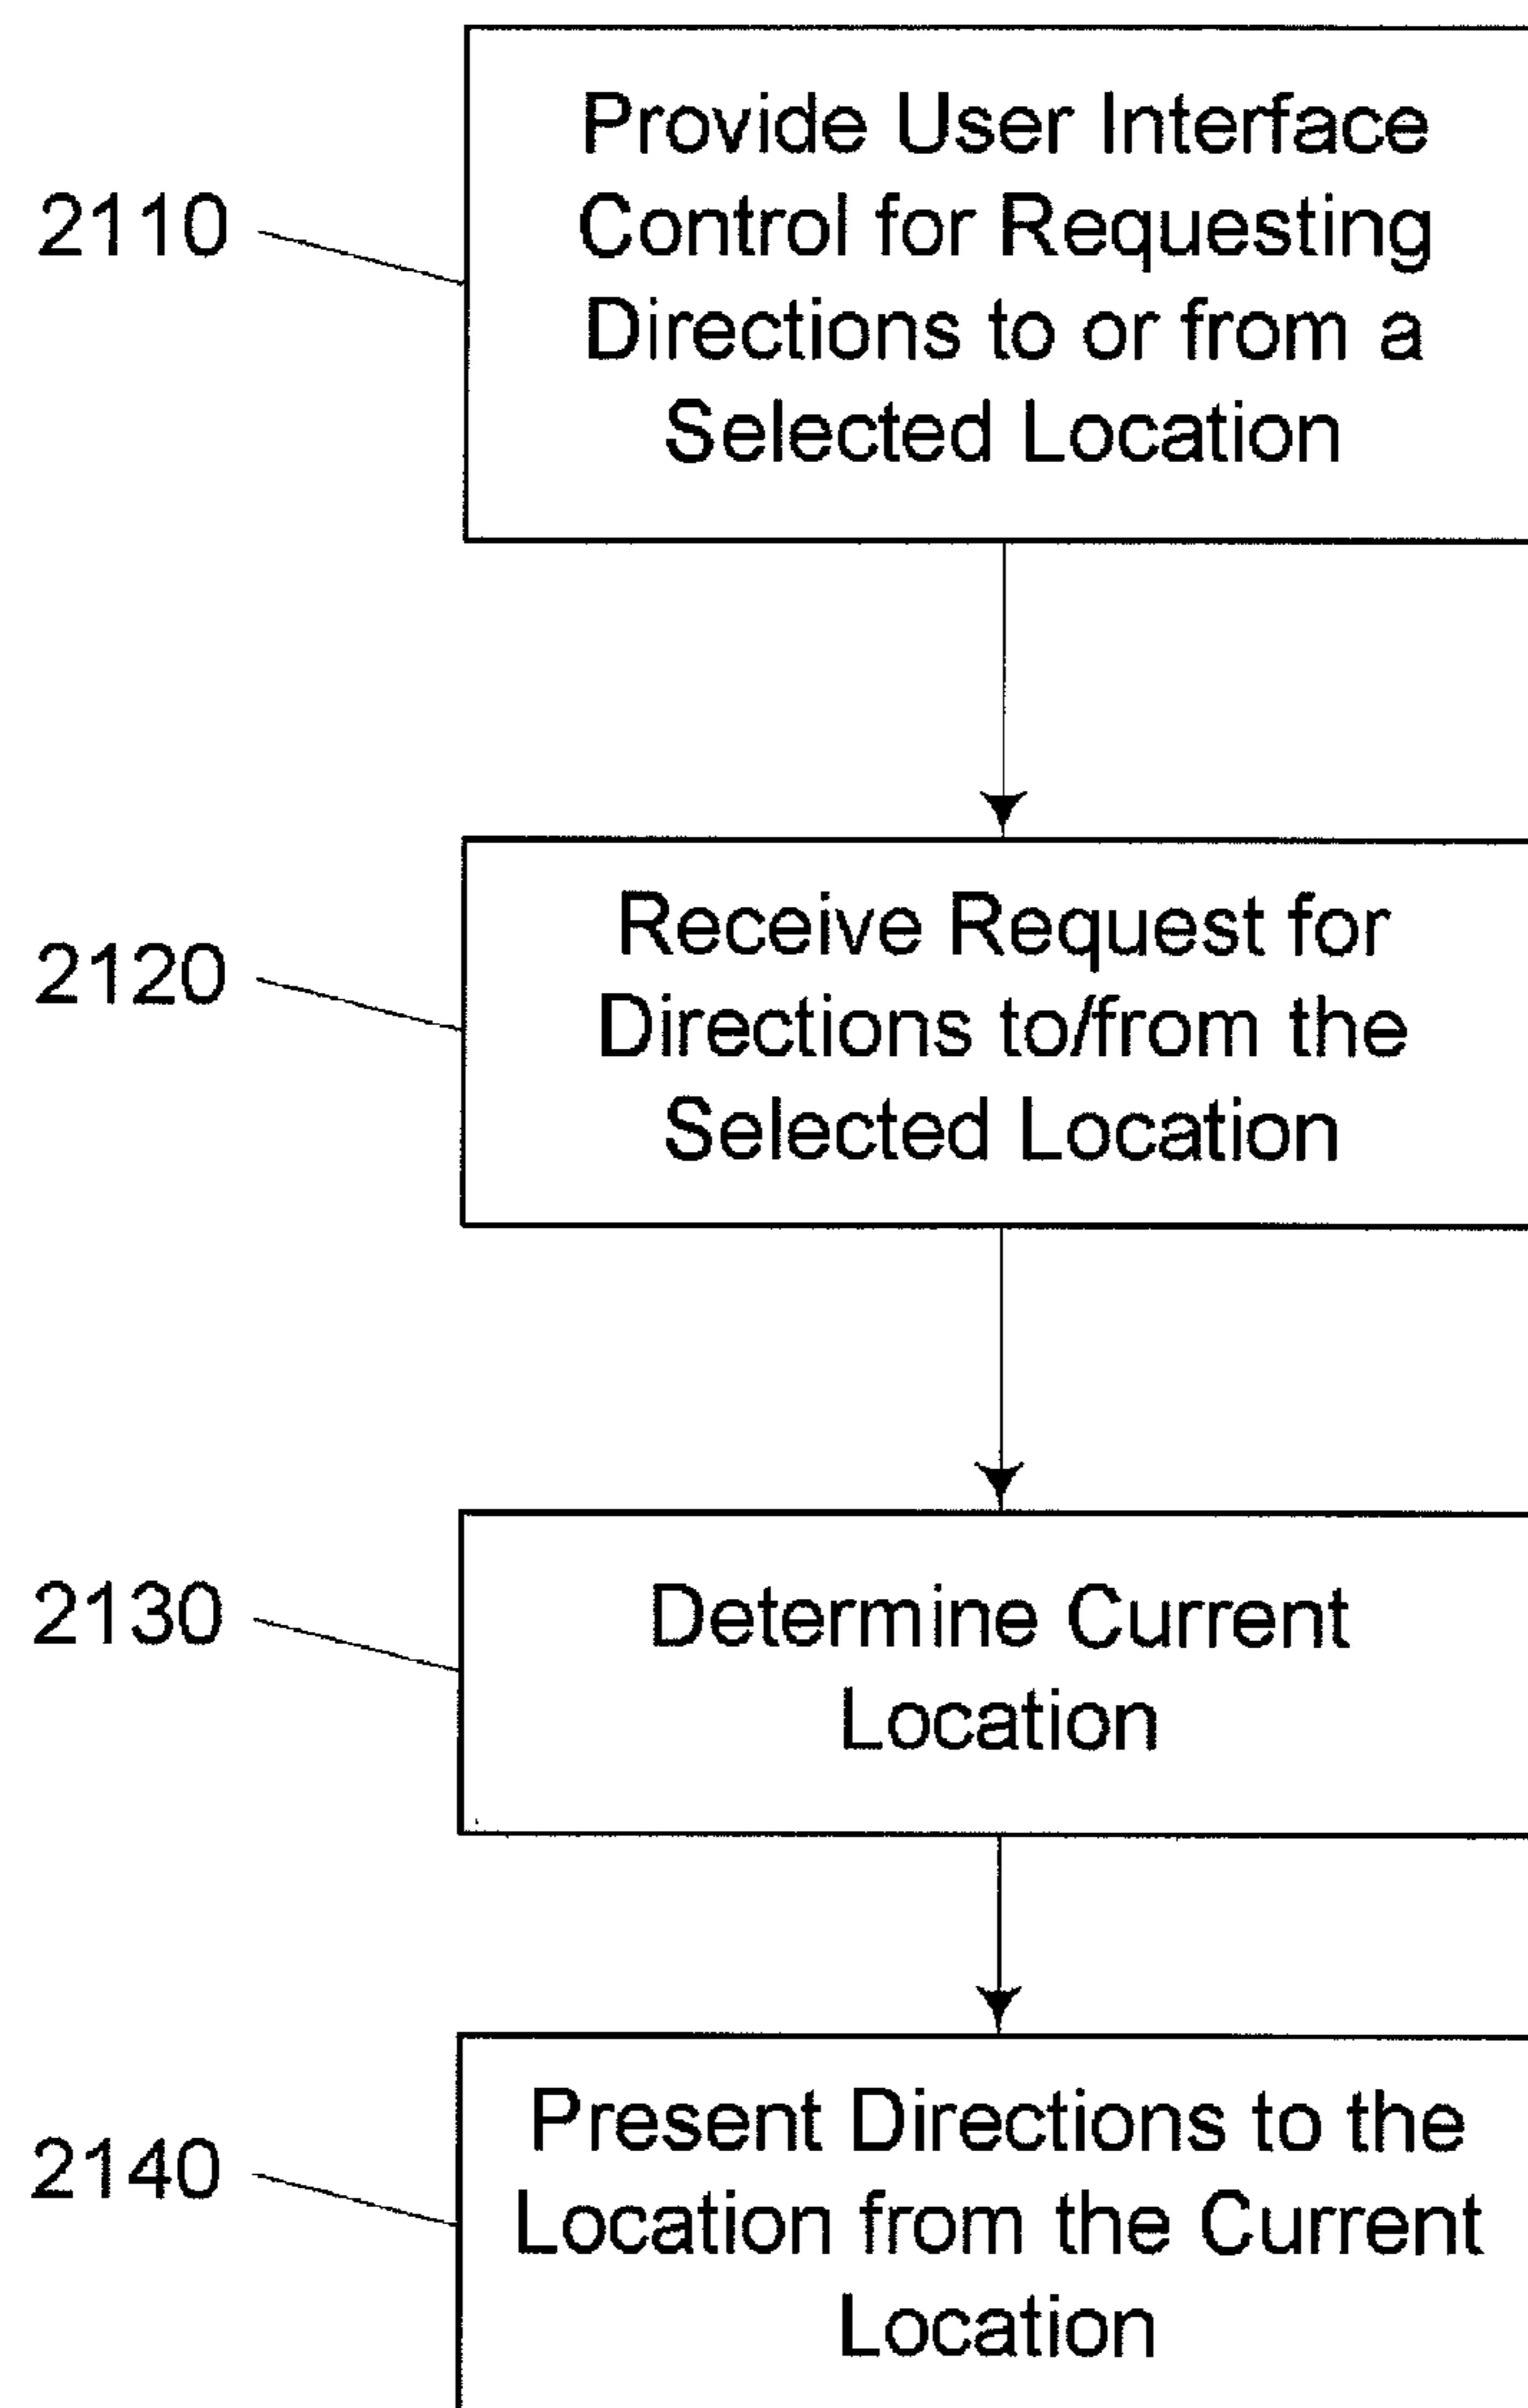 2110
Provide User Interface
Control for Requesting
Directions to or from a
Selected Location
2120
Receive Request for
Directions to/from the
Selected Location
2130
Determine Current
Location
2140
Present Directions to the
Location from the Current
Location